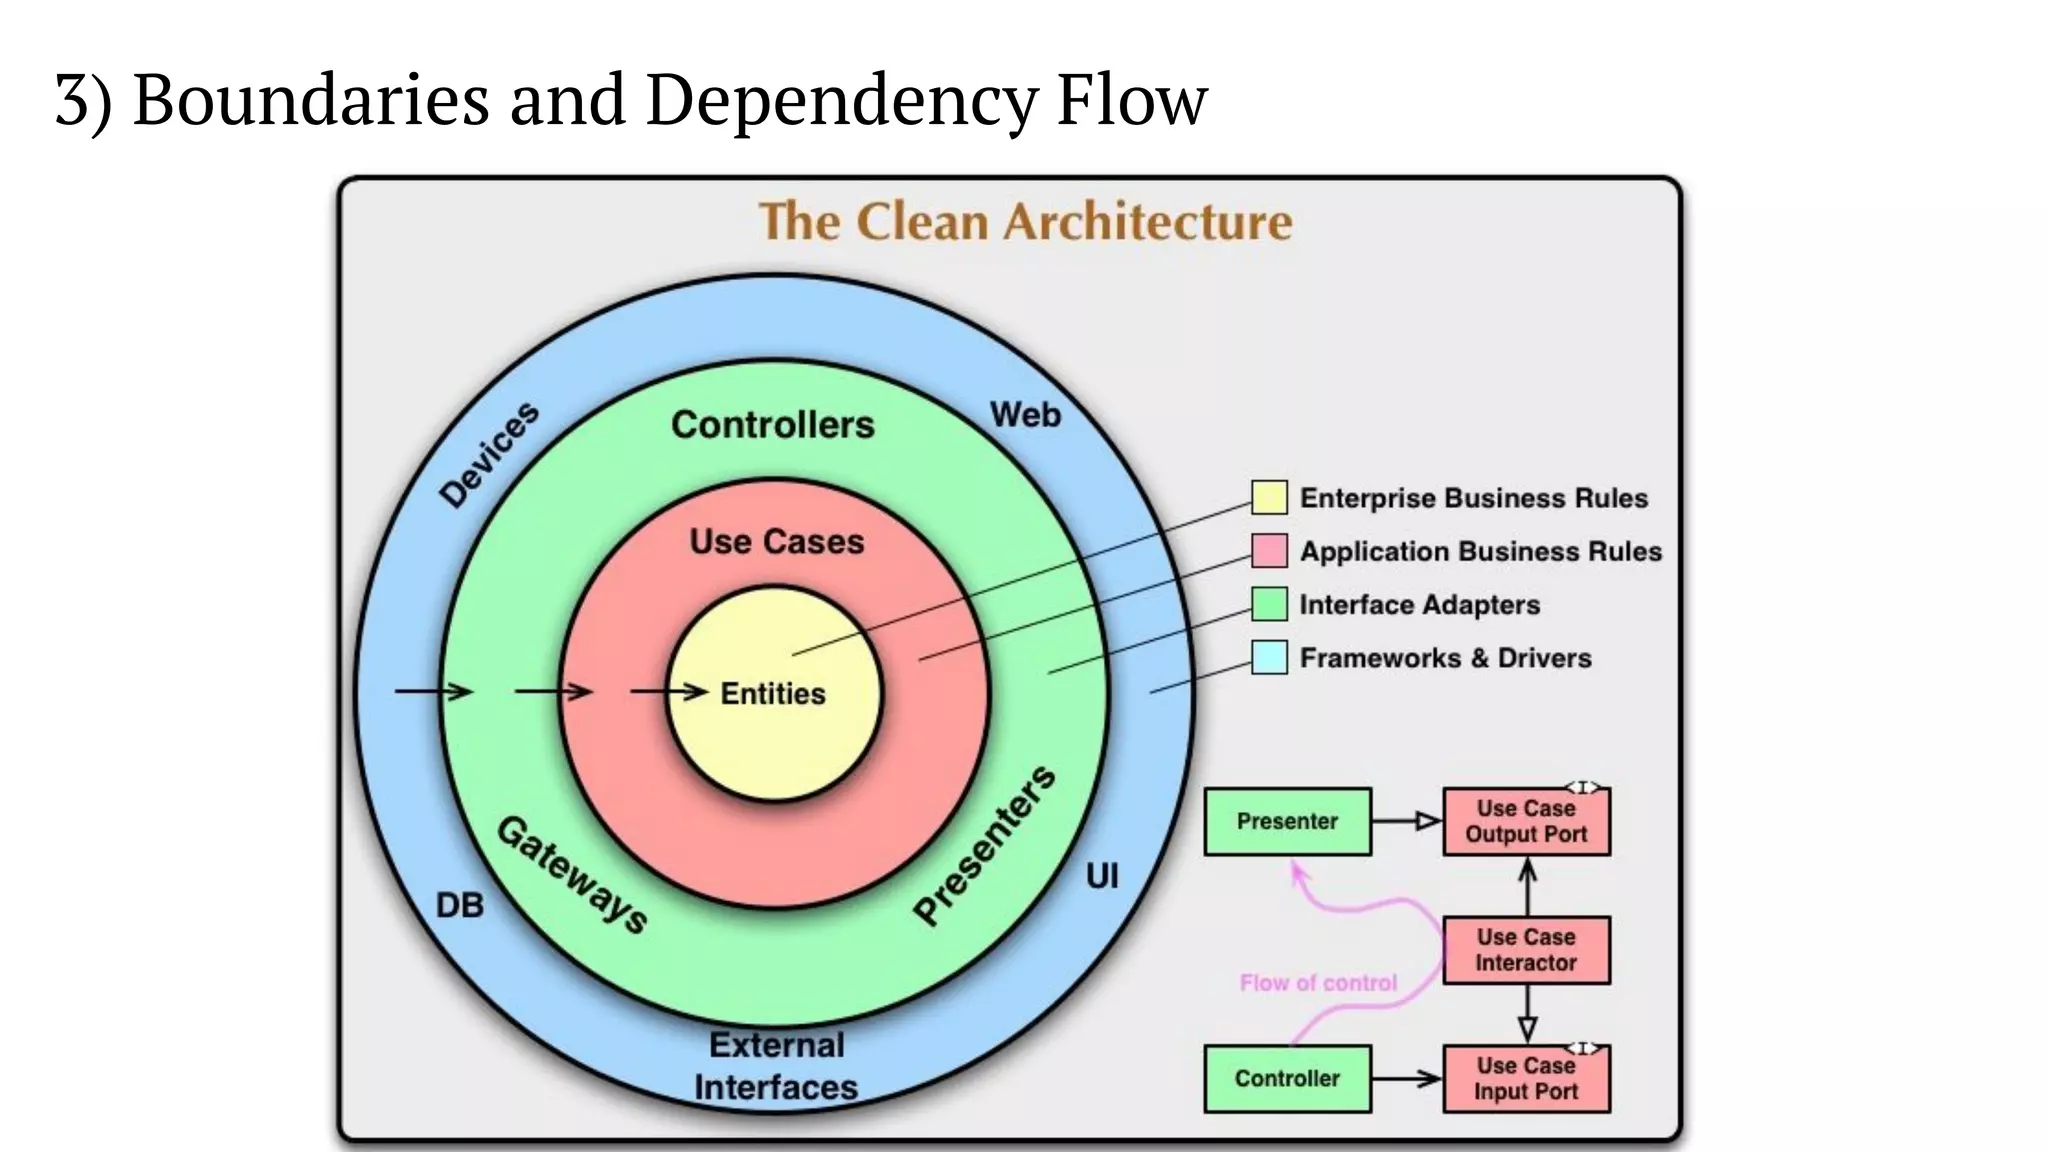 3) Boundaries and Dependency Flow
The Clean Architecture
Devices
Web
Controllers
Use Cases
Entities
Gateways
Presenters
DB
UI
External
Interfaces
Enterprise Business Rules
Application Business Rules
Interface Adapters
Frameworks & Drivers
Presenter
<I>
Use Case
Output Port
Use Case
Interactor
Flow of control
Controller
<I>
Use Case
Input Port